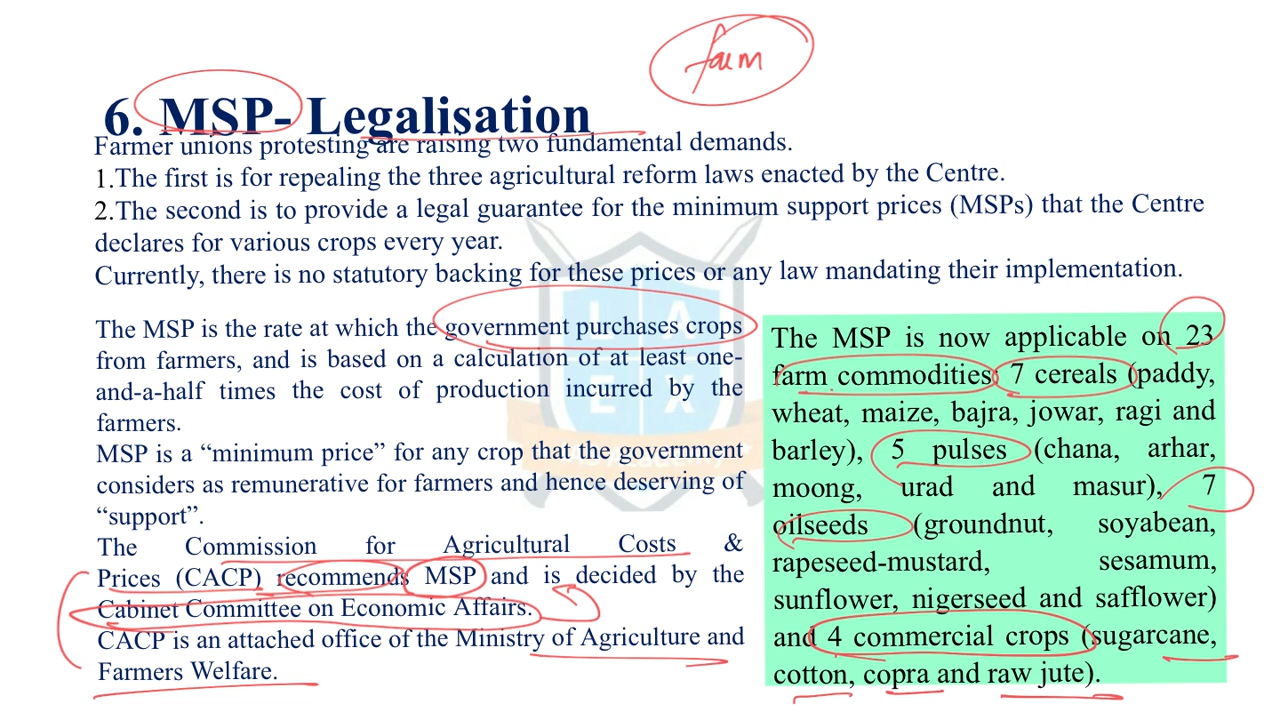 farm
6. MSP- Legalisation
Farmer unions protesting are raising two fundamental demands.
1.The first is for repealing the three agricultural reform laws enacted by the Centre.
2.The second is to provide a legal guarantee for the minimum support prices (MSPs) that the Centre
declares for various crops every year.
Currently, there is no statutory backing for these prices or any law mandating their implementation.
The MSP is the rate at which the government purchases crops
from farmers, and is based on a calculation of at least one-
and-a-half times the cost of production incurred by the
farmers.
MSP is a “minimum price” for any crop that the government
considers as remunerative for farmers and hence deserving of
“support”.
The Commission for Agricultural Costs &
Prices (CACP) recommends MSP and is decided by the
Cabinet Committee on Economic Affairs.
CACP is an attached office of the Ministry of Agriculture and
Farmers Welfare.
The MSP is now applicable on 23
farm commodities: 7 cereals (paddy,
wheat, maize, bajra, jowar, ragi and
barley), 5 pulses (chana, arhar,
moong, urad and masur), 7
oilseeds (groundnut, soyabean,
rapeseed-mustard, sesamum,
sunflower, nigerseed and safflower)
and 4 commercial crops (sugarcane,
cotton, copra and raw jute).
L A
E X